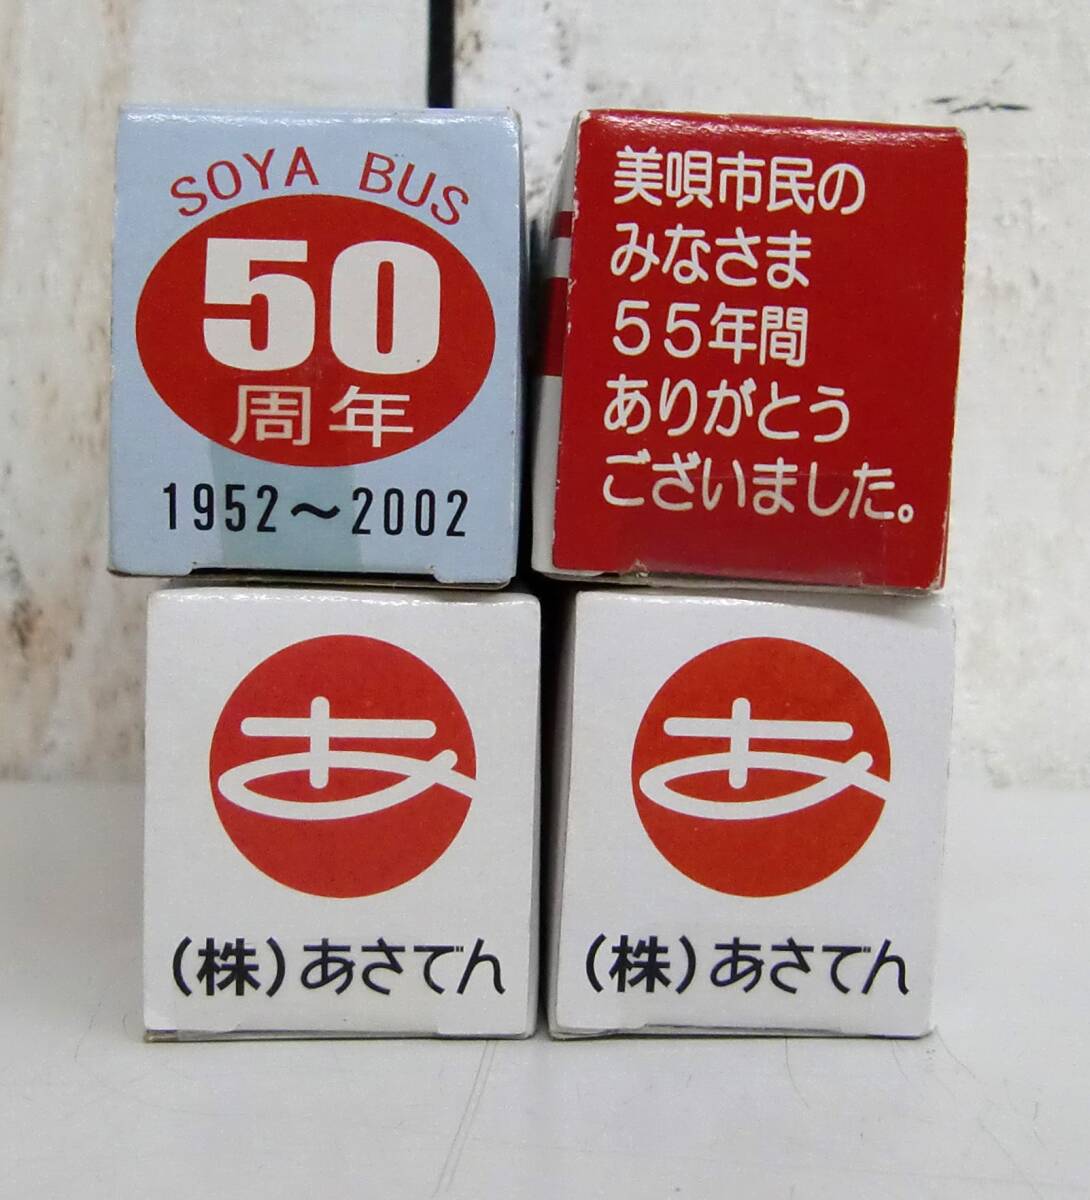 SOYA BUS
50
周年
1952～2002
美唄市民の
みなさま
５５年間
ありがとう
ございました。
あ
(株)あさでん
あ
(株)あさでん